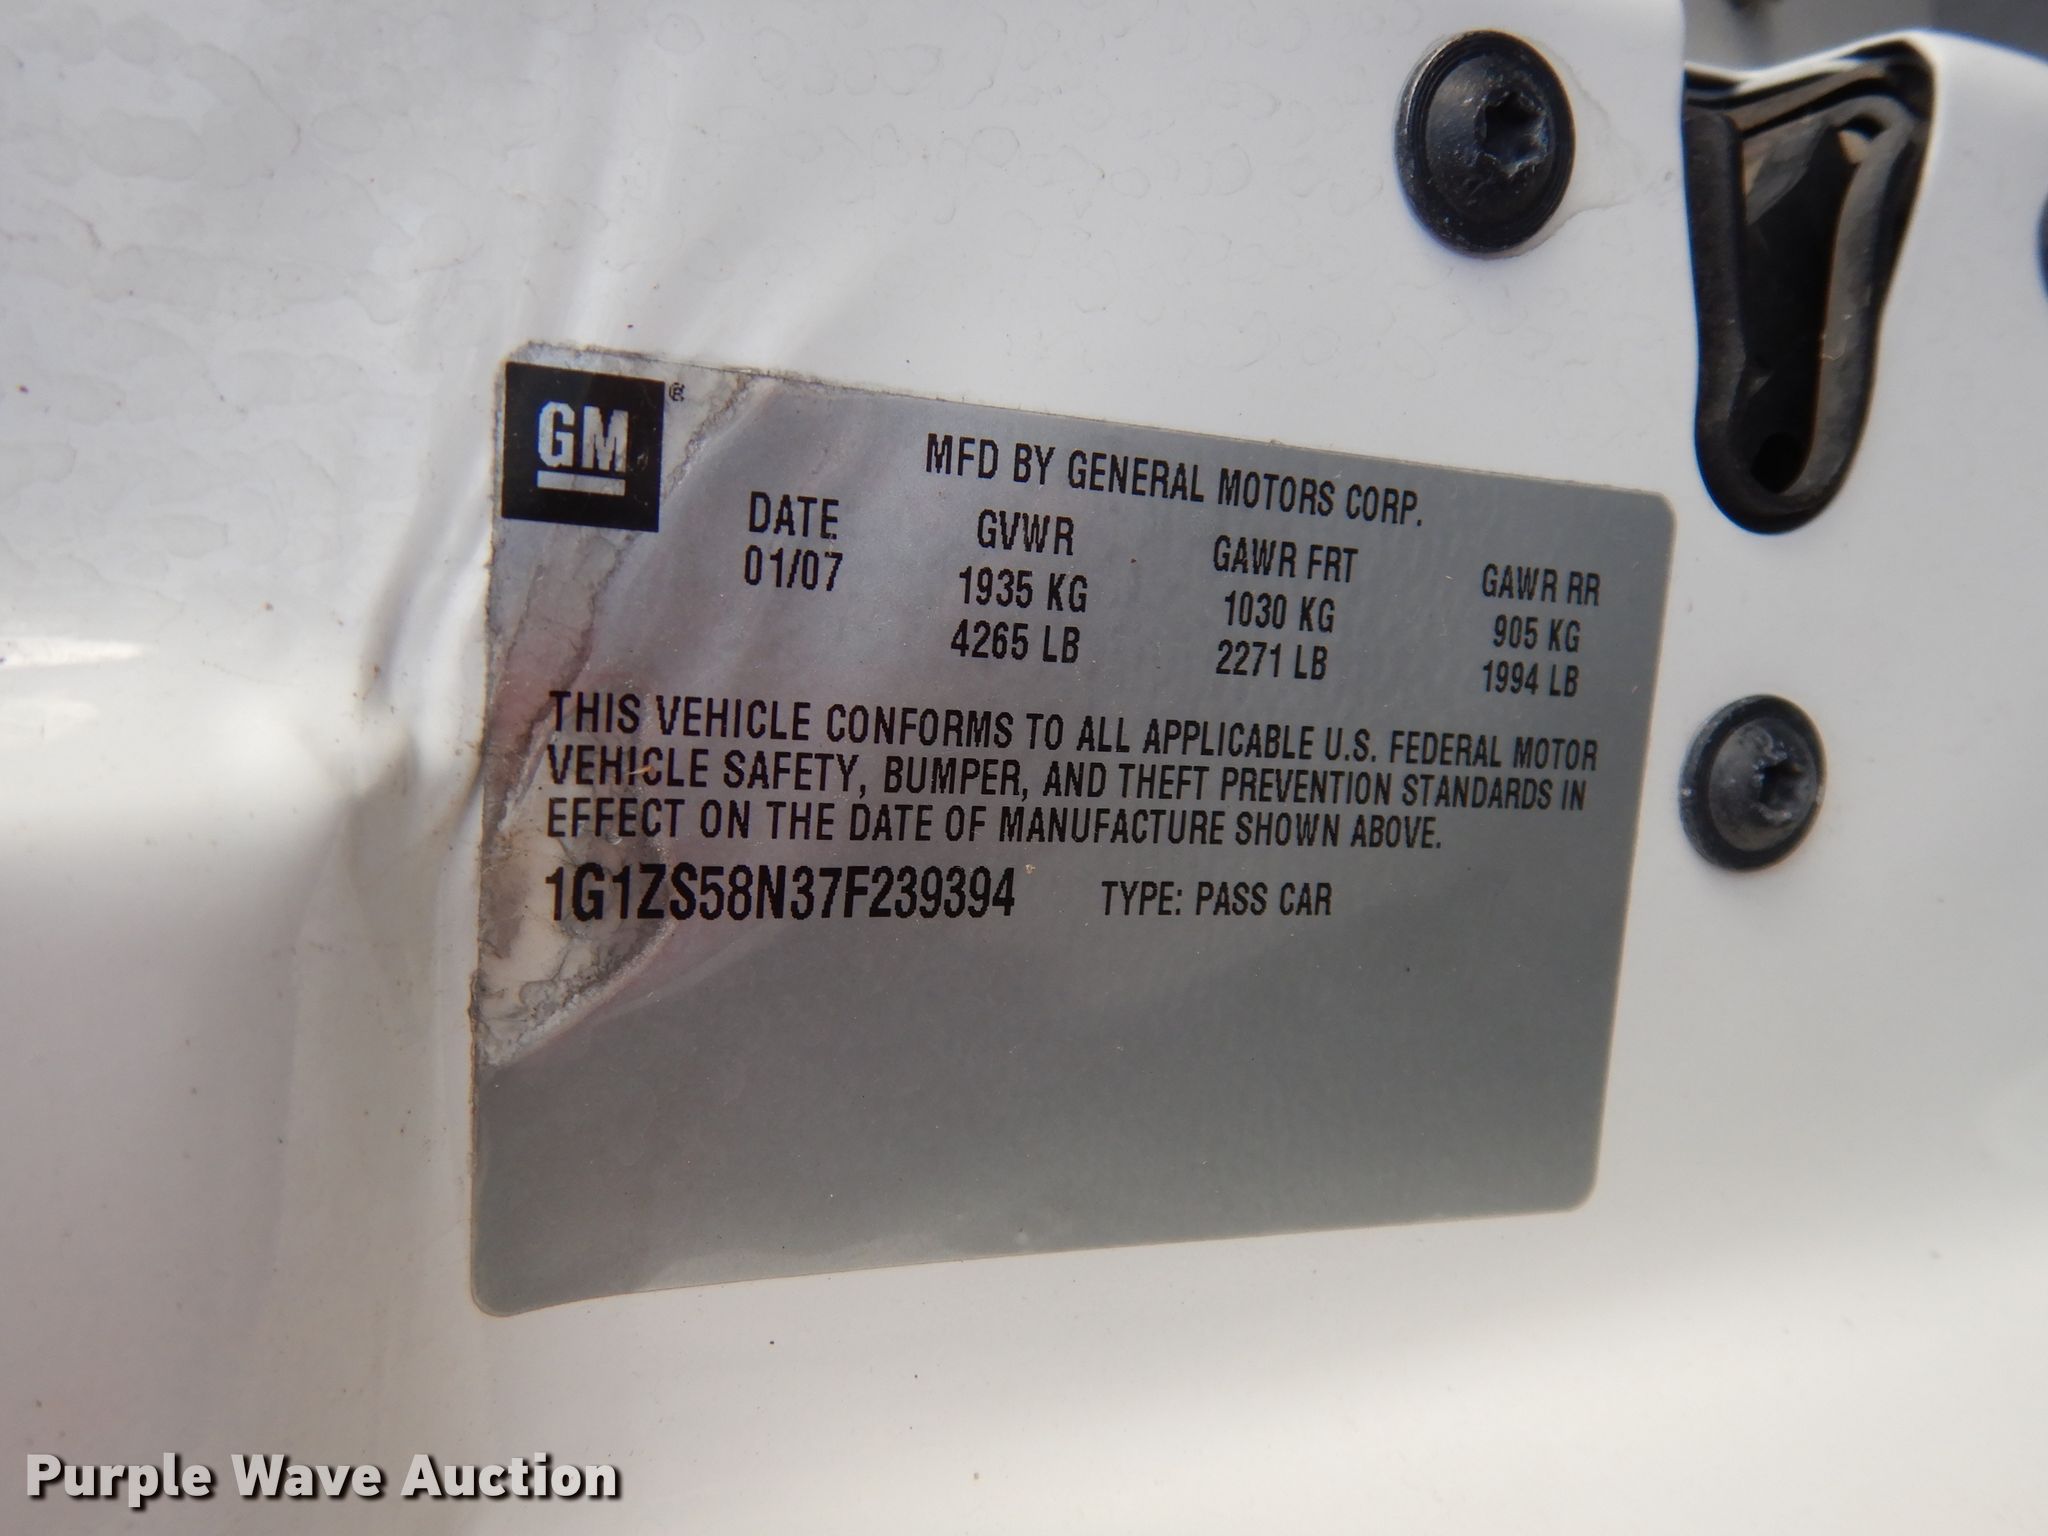 GM®
MFD BY GENERAL MOTORS CORP.
DATE GVWR GAWR FRT GAWR RR
01/07 1935 KG 1030 KG 905 KG
4265 LB 2271 LB 1994 LB
THIS VEHICLE CONFORMS TO ALL APPLICABLE U.S. FEDERAL MOTOR
VEHICLE SAFETY, BUMPER, AND THEFT PREVENTION STANDARDS IN
EFFECT ON THE DATE OF MANUFACTURE SHOWN ABOVE.
1G1ZS58N37F239394 TYPE: PASS CAR
Purple Wave Auction